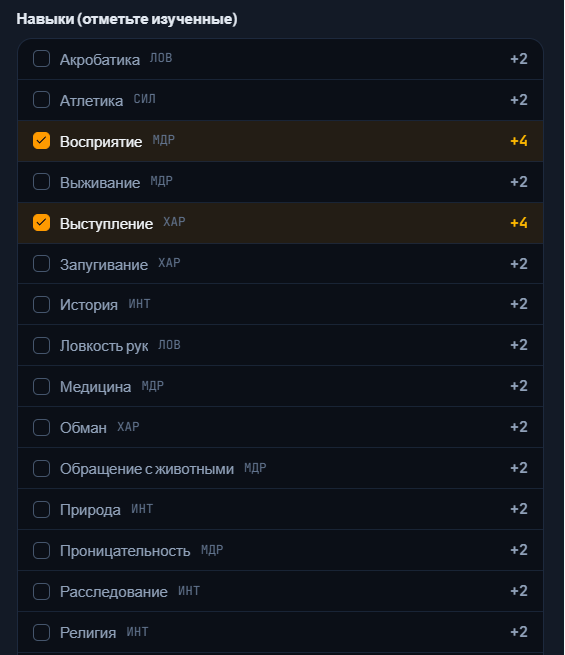 Навыки (отметьте изученные)
Акробатика ЛОВ +2
Атлетика СИЛ +2
Восприятие МДР +4
Выживание МДР +2
Выступление ХАР +4
Запугивание ХАР +2
История ИНТ +2
Ловкость рук ЛОВ +2
Медицина МДР +2
Обман ХАР +2
Обращение с животными МДР +2
Природа ИНТ +2
Проницательность МДР +2
Расследование ИНТ +2
Религия ИНТ +2